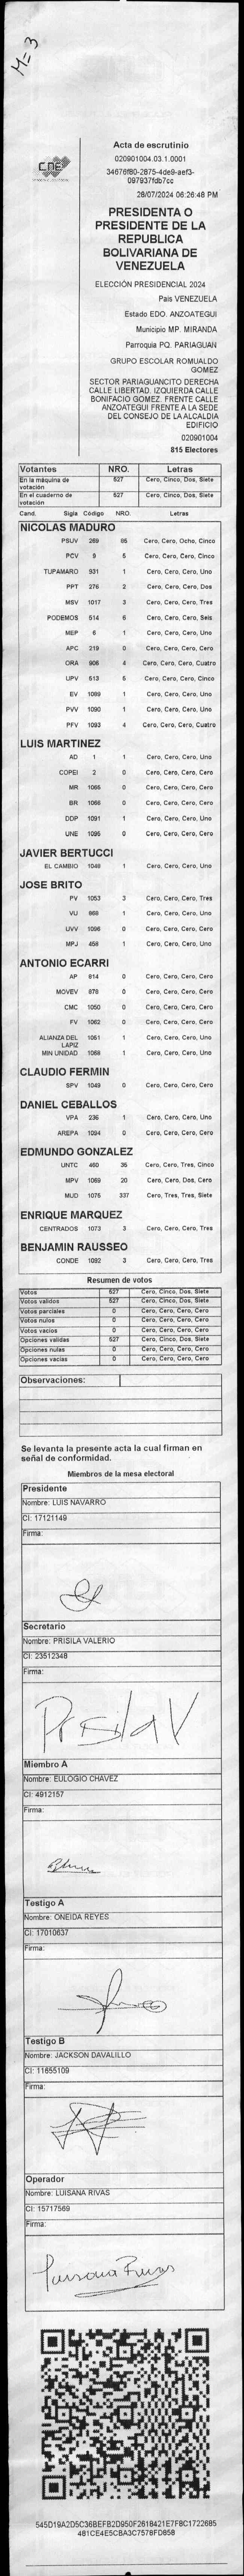 M=3
CNE
Acta de escrutinio
020901004.03.1.0001
34676f80-2875-4de9-aef3-
097937fdb7cc
28/07/2024 06:26:48 PM
PRESIDENTA O
PRESIDENTE DE LA
REPUBLICA
BOLIVARIANA DE
VENEZUELA
ELECCIÓN PRESIDENCIAL 2024
Pais VENEZUELA
Estado EDO. ANZOATEGUI
Municipio MP. MIRANDA
Parroquia PQ. PARIAGUAN
GRUPO ESCOLAR ROMUALDO
GOMEZ
SECTOR PARIAGUANCITO DERECHA
CALLE LIBERTAD. IZQUIERDA CALLE
BONIFACIO GOMEZ. FRENTE CALLE
ANZOATEGUI FRENTE A LA SEDE
DEL CONSEJO DE LA ALCALDIA
EDIFICIO
020901004
815 Electores
Votantes NRO. Letras
En la máquina de votación 527 Cero, Cinco, Dos, Siete
En el cuaderno de votación 527 Cero, Cinco, Dos, Siete
Cand. Sigla Código NRO. Letras
NICOLAS MADURO
PSUV 269 85 Cero, Cero, Ocho, Cinco
PCV 9 5 Cero, Cero, Cero, Cinco
TUPAMARO 931 1 Cero, Cero, Cero, Uno
PPT 276 2 Cero, Cero, Cero, Dos
MSV 1017 3 Cero, Cero, Cero, Tres
PODEMOS 514 6 Cero, Cero, Cero, Seis
MEP 6 1 Cero, Cero, Cero, Uno
APC 219 0 Cero, Cero, Cero, Cero
ORA 906 4 Cero, Cero, Cero, Cuatro
UPV 513 5 Cero, Cero, Cero, Cinco
EV 1089 1 Cero, Cero, Cero, Uno
PVV 1090 1 Cero, Cero, Cero, Uno
PFV 1093 4 Cero, Cero, Cero, Cuatro
LUIS MARTINEZ
AD 1 1 Cero, Cero, Cero, Uno
COPEI 2 0 Cero, Cero, Cero, Cero
MR 1065 0 Cero, Cero, Cero, Cero
BR 1066 0 Cero, Cero, Cero, Cero
DDP 1091 1 Cero, Cero, Cero, Uno
UNE 1095 0 Cero, Cero, Cero, Cero
JAVIER BERTUCCI
EL CAMBIO 1048 1 Cero, Cero, Cero, Uno
JOSE BRITO
PV 1053 3 Cero, Cero, Cero, Tres
VU 868 1 Cero, Cero, Cero, Uno
UVV 1096 0 Cero, Cero, Cero, Cero
MPJ 458 1 Cero, Cero, Cero, Uno
ANTONIO ECARRI
AP 814 0 Cero, Cero, Cero, Cero
MOVEV 878 0 Cero, Cero, Cero, Cero
CMC 1050 0 Cero, Cero, Cero, Cero
FV 1062 0 Cero, Cero, Cero, Cero
ALIANZA DEL LAPIZ 1051 1 Cero, Cero, Cero, Uno
MIN UNIDAD 1068 1 Cero, Cero, Cero, Uno
CLAUDIO FERMIN
SPV 1049 0 Cero, Cero, Cero, Cero
DANIEL CEBALLOS
VPA 236 1 Cero, Cero, Cero, Uno
AREPA 1094 0 Cero, Cero, Cero, Cero
EDMUNDO GONZALEZ
UNTC 460 35 Cero, Cero, Tres, Cinco
MPV 1069 20 Cero, Cero, Dos, Cero
MUD 1075 337 Cero, Tres, Tres, Siete
ENRIQUE MARQUEZ
CENTRADOS 1073 3 Cero, Cero, Cero, Tres
BENJAMIN RAUSSEO
CONDE 1092 3 Cero, Cero, Cero, Tres
Resumen de votos
Votos 527 Cero, Cinco, Dos, Siete
Votos validos 527 Cero, Cinco, Dos, Siete
Votos parciales 0 Cero, Cero, Cero, Cero
Votos nulos 0 Cero, Cero, Cero, Cero
Votos vacios 0 Cero, Cero, Cero, Cero
Opciones validas 527 Cero, Cinco, Dos, Siete
Opciones nulas 0 Cero, Cero, Cero, Cero
Opciones vacias 0 Cero, Cero, Cero, Cero
Observaciones:
Se levanta la presente acta la cual firman en
señal de conformidad.
Miembros de la mesa electoral
Presidente
Nombre: LUIS NAVARRO
CI: 17121149
Firma:
Secretario
Nombre: PRISILA VALERIO
CI: 23512348
Firma:
Prisila V
Miembro A
Nombre: EULOGIO CHAVEZ
CI: 4912157
Firma:
Testigo A
Nombre: ONEIDA REYES
CI: 17010637
Firma:
Testigo B
Nombre: JACKSON DAVALILLO
CI: 11655109
Firma:
Operador
Nombre: LUISANA RIVAS
CI: 15717569
Firma:
Luisana Rivas
545D19A2D5C36BEFB2D950F2618421E7F8C1722685
481CE4E5CBA3C7578FD858